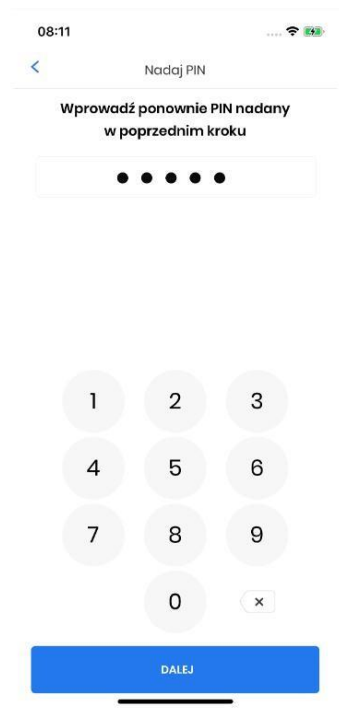 08:11
Nadaj PIN
Wprowadź ponownie PIN nadany
w poprzednim kroku
1 2 3
4 5 6
7 8 9
0
DALEJ